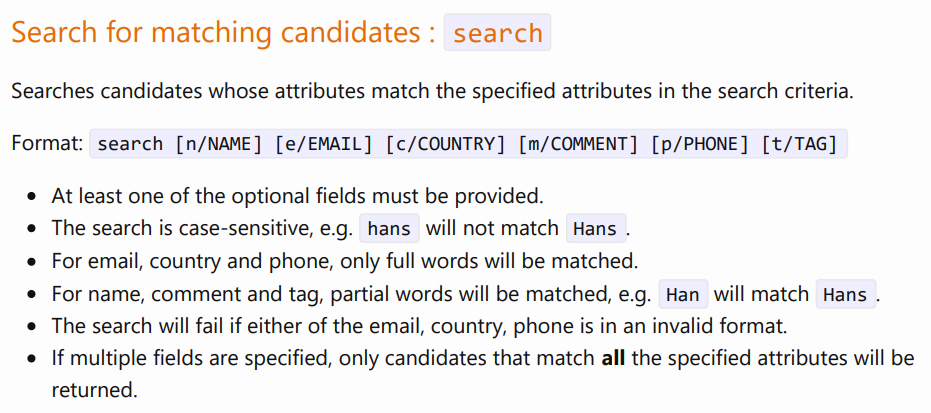 Search for matching candidates : search
Searches candidates whose attributes match the specified attributes in the search criteria.
Format: search [n/NAME] [e/EMAIL] [c/COUNTRY] [m/COMMENT] [p/PHONE] [t/TAG]
• At least one of the optional fields must be provided.
• The search is case-sensitive, e.g. hans will not match Hans.
• For email, country and phone, only full words will be matched.
• For name, comment and tag, partial words will be matched, e.g. Han will match Hans.
• The search will fail if either of the email, country, phone is in an invalid format.
• If multiple fields are specified, only candidates that match all the specified attributes will be
returned.